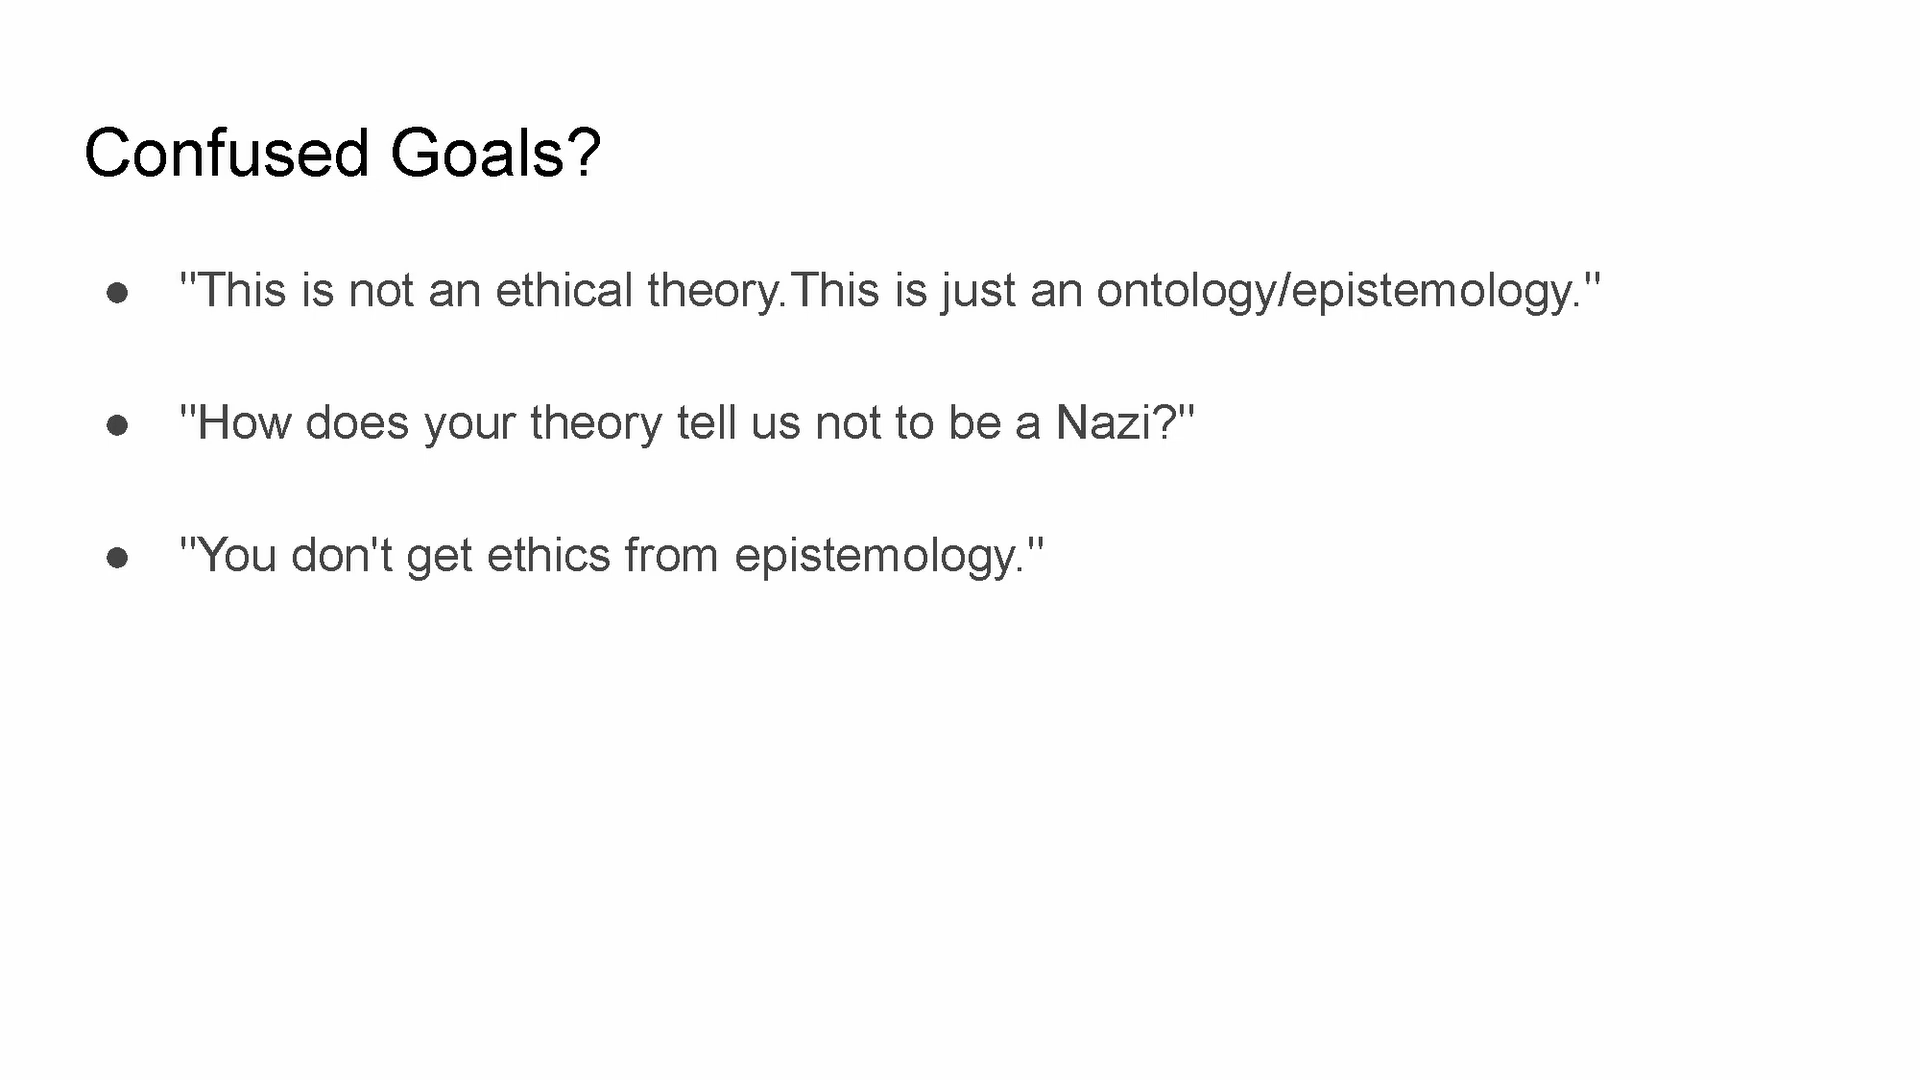 Confused Goals?
● "This is not an ethical theory.This is just an ontology/epistemology."
● "How does your theory tell us not to be a Nazi?"
● "You don't get ethics from epistemology."